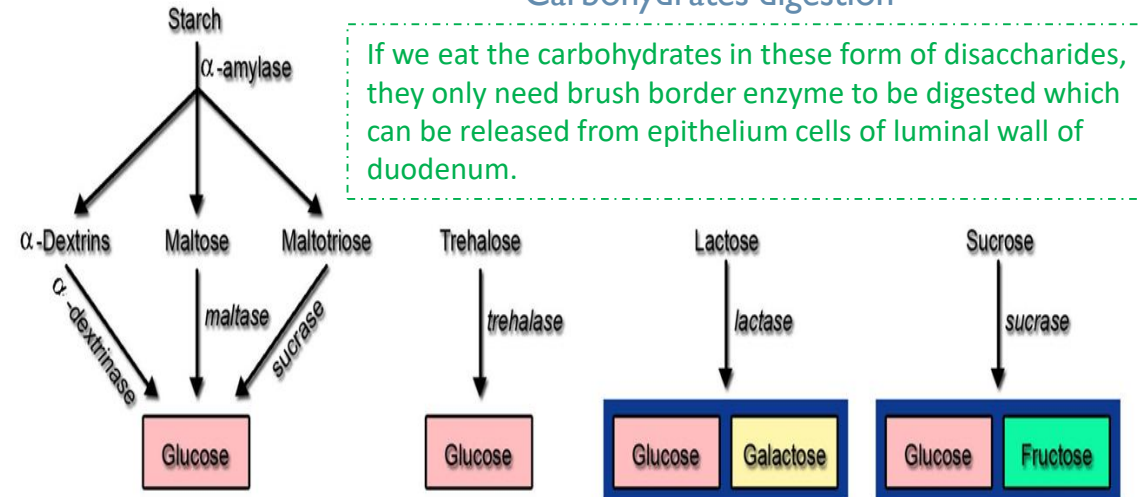 Carbohydrates digestion
Starch
α-amylase
If we eat the carbohydrates in these form of disaccharides,
they only need brush border enzyme to be digested which
can be released from epithelium cells of luminal wall of
duodenum.
α-Dextrins Maltose Maltotriose Trehalose Lactose Sucrose
α-dextrinase maltase sucrase trehalase lactase sucrase
Glucose Glucose Glucose Galactose Glucose Fructose